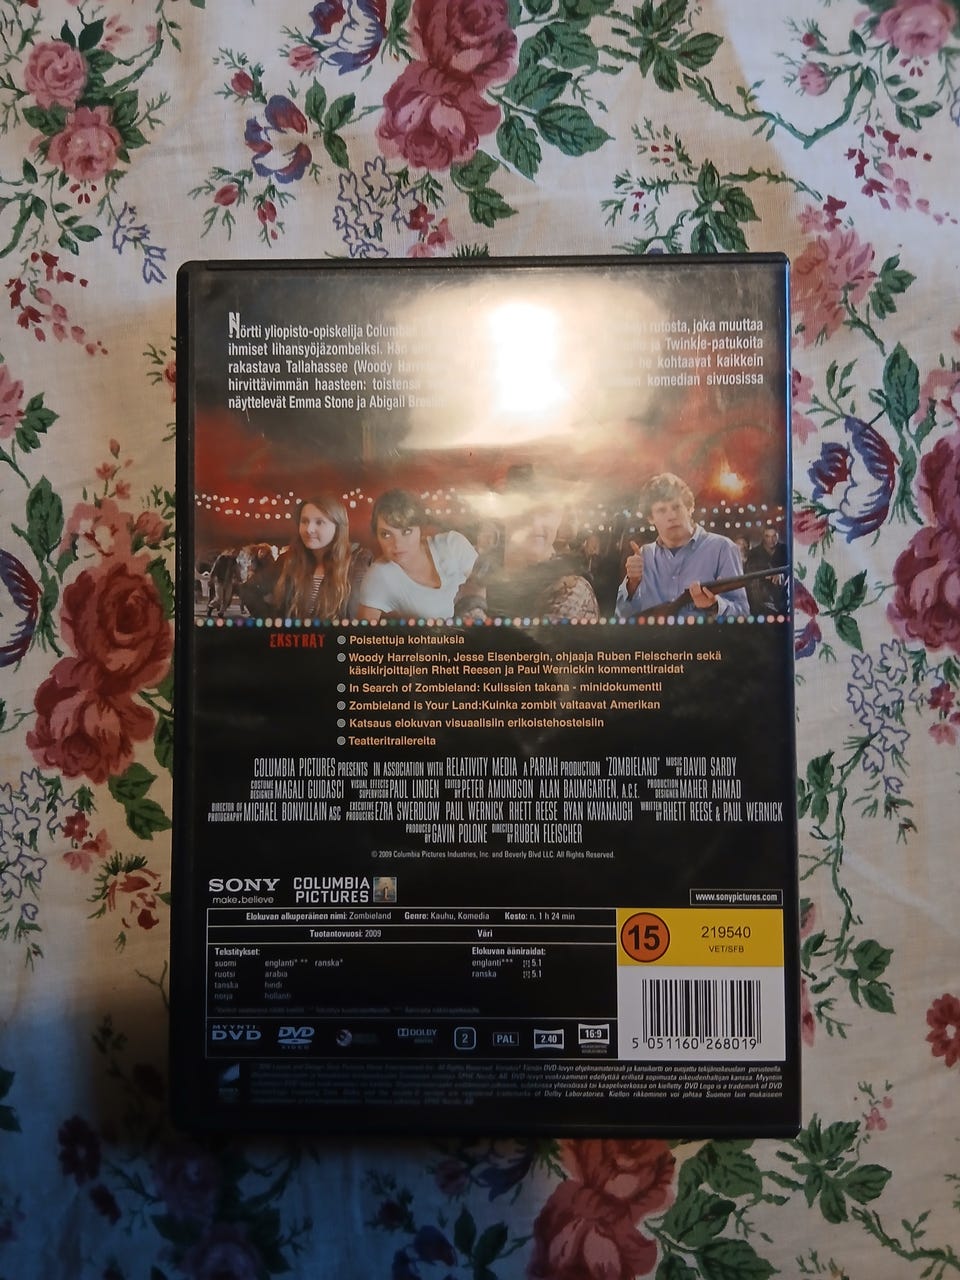 Nörtti yliopisto-opiskelija Columbus rutosta, joka muuttaa
ihmiset lihansyöjäzombeiksi. Hän ja Twinkie-patukoita
rakastava Tallahassee (Woody he kohtaavat kaikkein
hirvittävimmän haasteen: toistensa komedian sivuosissa
näyttelevät Emma Stone ja Abigail Breslin
EKSTRAT
Poistettuja kohtauksia
Woody Harrelsonin, Jesse Eisenbergin, ohjaaja Ruben Fleischerin sekä
käsikirjoittajien Rhett Reesen ja Paul Wernickin kommenttiraidat
In Search of Zombieland: Kulissien takana - minidokumentti
Zombieland is Your Land:Kuinka zombit valtaavat Amerikan
Katsaus elokuvan visuaalisiin erikoistehosteisiin
Teatteritrailereita
COLUMBIA PICTURES PRESENTS IN ASSOCIATION WITH RELATIVITY MEDIA A PARIAH PRODUCTION "ZOMBIELAND" MUSIC BY DAVID SARDY
COSTUME DESIGNER MAGALI GUIDASCI VISUAL EFFECTS SUPERVISOR PAUL LINDEN EDITED BY PETER AMUNDSON ALAN BAUMGARTEN, A.C.E. PRODUCTION DESIGNER MAHER AHMAD
DIRECTOR OF PHOTOGRAPHY MICHAEL BONVILLAIN ASC EXECUTIVE PRODUCERS EZRA SWERDLOW PAUL WERNICK RHETT REESE RYAN KAVANAUGH WRITTEN BY RHETT REESE & PAUL WERNICK
PRODUCED BY GAVIN POLONE DIRECTED BY RUBEN FLEISCHER
© 2009 Columbia Pictures Industries, Inc. and Beverly Blvd LLC. All Rights Reserved.
SONY
make.believe
COLUMBIA
PICTURES
www.sonypictures.com
Elokuvan alkuperäinen nimi: Zombieland Genre: Kauhu, Komedia Kesto: n. 1 h 24 min
Tuotantovuosi: 2009 Väri
Tekstitykset: Elokuvan ääniraidat:
suomi englanti* ** ranska* englanti*** 5.1
ruotsi arabia ranska 5.1
tanska hindi
norja hollanti
15
219540
VET/SFB
MYYNTI-
DVD
DVD
VIDEO
DOLBY
DIGITAL
2
PAL
2.40
16:9
5 051160 268019